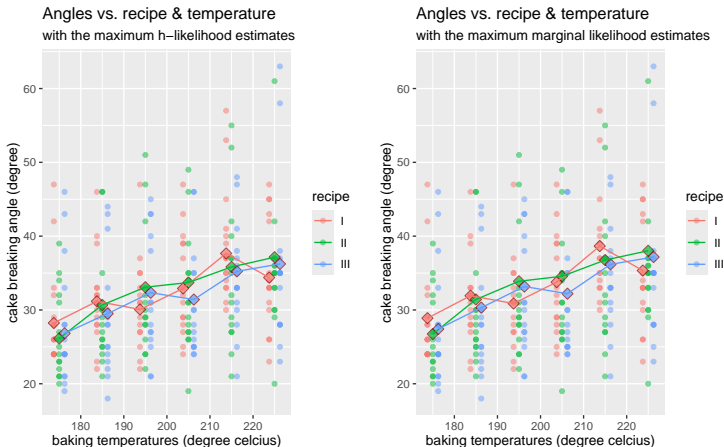 Angles vs. recipe & temperature
with the maximum h−likelihood estimates
60
50
40
30
20
cake breaking angle (degree)
180
190
200
210
220
baking temperatures (degree celcius)
recipe
I
II
III
Angles vs. recipe & temperature
with the maximum marginal likelihood estimates
60
50
40
30
20
cake breaking angle (degree)
180
190
200
210
220
baking temperatures (degree celcius)
recipe
I
II
III